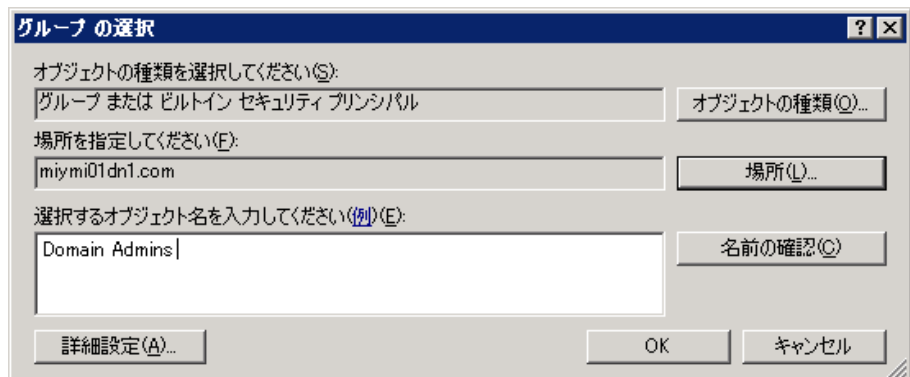 グループ の選択
オブジェクトの種類を選択してください(S):
グループ または ビルトイン セキュリティ プリンシパル
オブジェクトの種類(O)...
場所を指定してください(F):
miymi01dn1.com
場所(L)...
選択するオブジェクト名を入力してください(例)(E):
Domain Admins
名前の確認(C)
詳細設定(A)...
OK
キャンセル